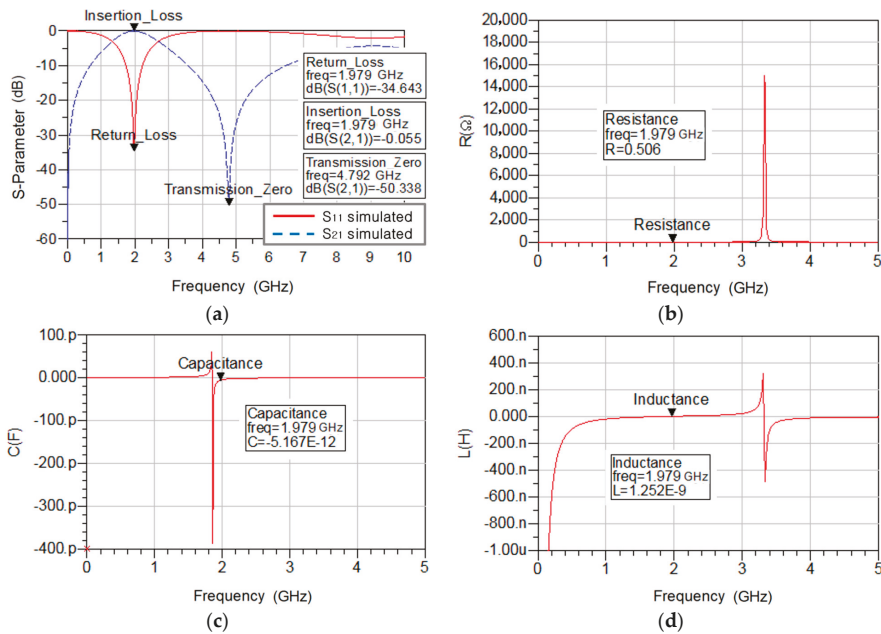 Insertion_Loss
0
-10
-20
-30
-40
-50
-60
S-Parameter (dB)
Return_Loss
Transmission_Zero
Return_Loss
freq=1.979 GHz
dB(S(1,1))=-34.643
Insertion_Loss
freq=1.979 GHz
dB(S(2,1))=-0.055
Transmission_Zero
freq=4.792 GHz
dB(S(2,1))=-50.338
S11 simulated
S21 simulated
0 1 2 3 4 5 6 7 8 9 10
Frequency (GHz)
(a)
20,000
18,000
16,000
14,000
12,000
10,000
8,000
6,000
4,000
2,000
0
R(Ω)
Resistance
freq=1.979 GHz
R=0.506
Resistance
0 1 2 3 4 5
Frequency (GHz)
(b)
100.p
0.000
-100.p
-200.p
-300.p
-400.p
C(F)
Capacitance
Capacitance
freq=1.979 GHz
C=-5.167E-12
0 1 2 3 4 5
Frequency (GHz)
(c)
600.n
400.n
200.n
0.000
-200.n
-400.n
-600.n
-800.n
-1.00u
L(H)
Inductance
Inductance
freq=1.979 GHz
L=1.252E-9
0 1 2 3 4 5
Frequency (GHz)
(d)